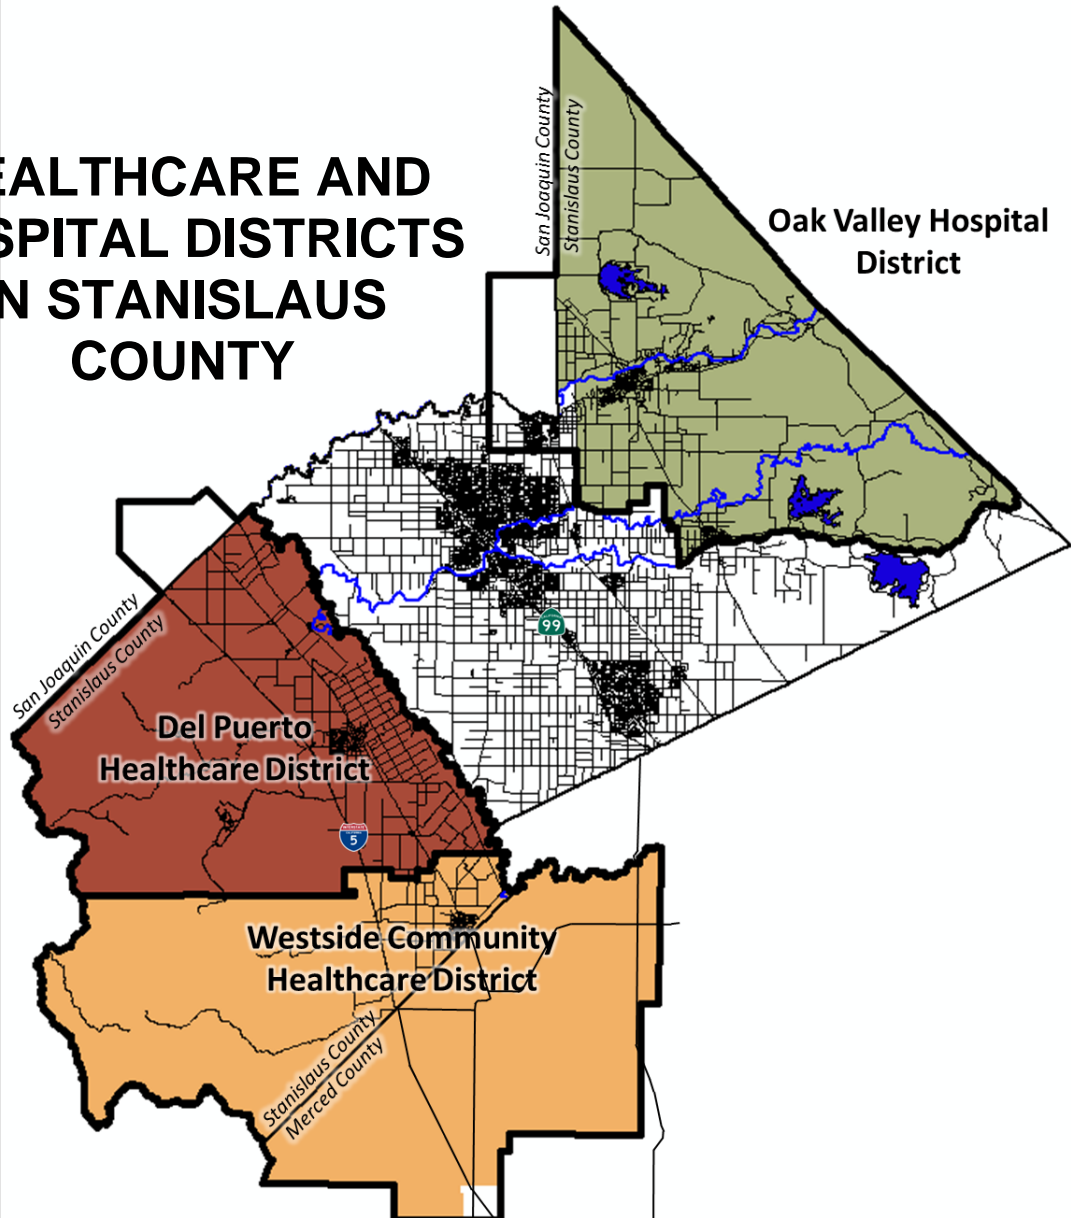 EALTHCARE AND
SPITAL DISTRICTS
N STANISLAUS
COUNTY
San Joaquin County
Stanislaus County
Oak Valley Hospital
District
99
San Joaquin County
Stanislaus County
Del Puerto
Healthcare District
5
Westside Community
Healthcare District
Stanislaus County
Merced County